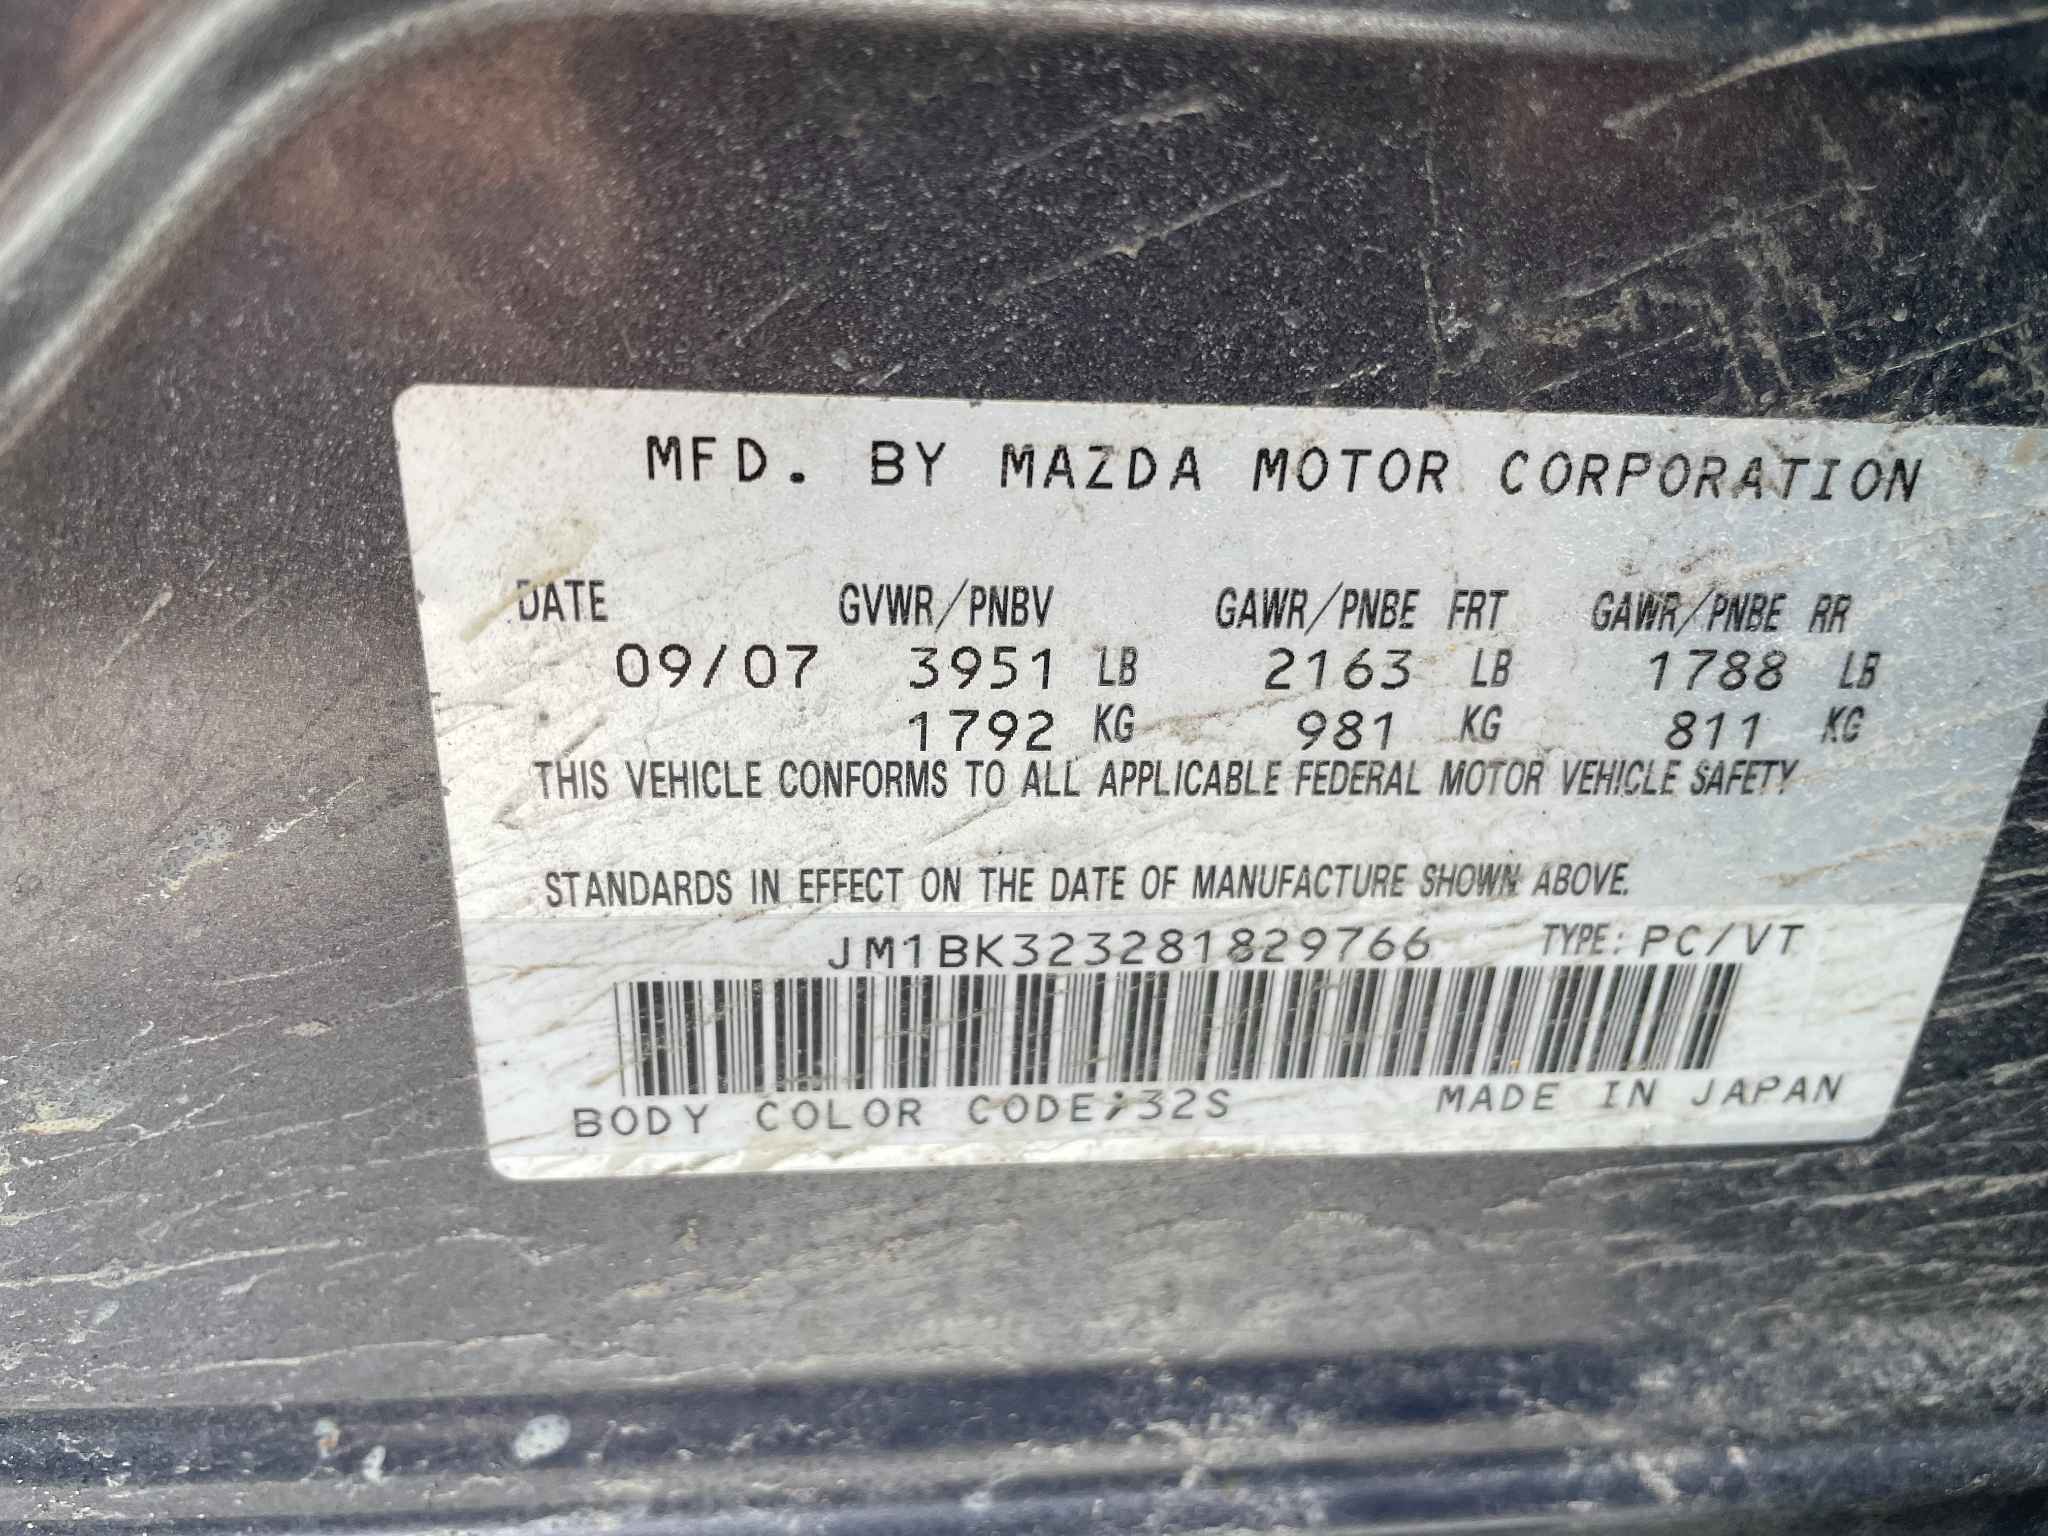 MFD. BY MAZDA MOTOR CORPORATION
DATE GVWR/PNBV GAWR/PNBE FRT GAWR/PNBE RR
09/07 3951 LB 2163 LB 1788 LB
1792 KG 981 KG 811 KG
THIS VEHICLE CONFORMS TO ALL APPLICABLE FEDERAL MOTOR VEHICLE SAFETY
STANDARDS IN EFFECT ON THE DATE OF MANUFACTURE SHOWN ABOVE.
JM1BK323281829766 TYPE: PC/VT
BODY COLOR CODE;32S MADE IN JAPAN